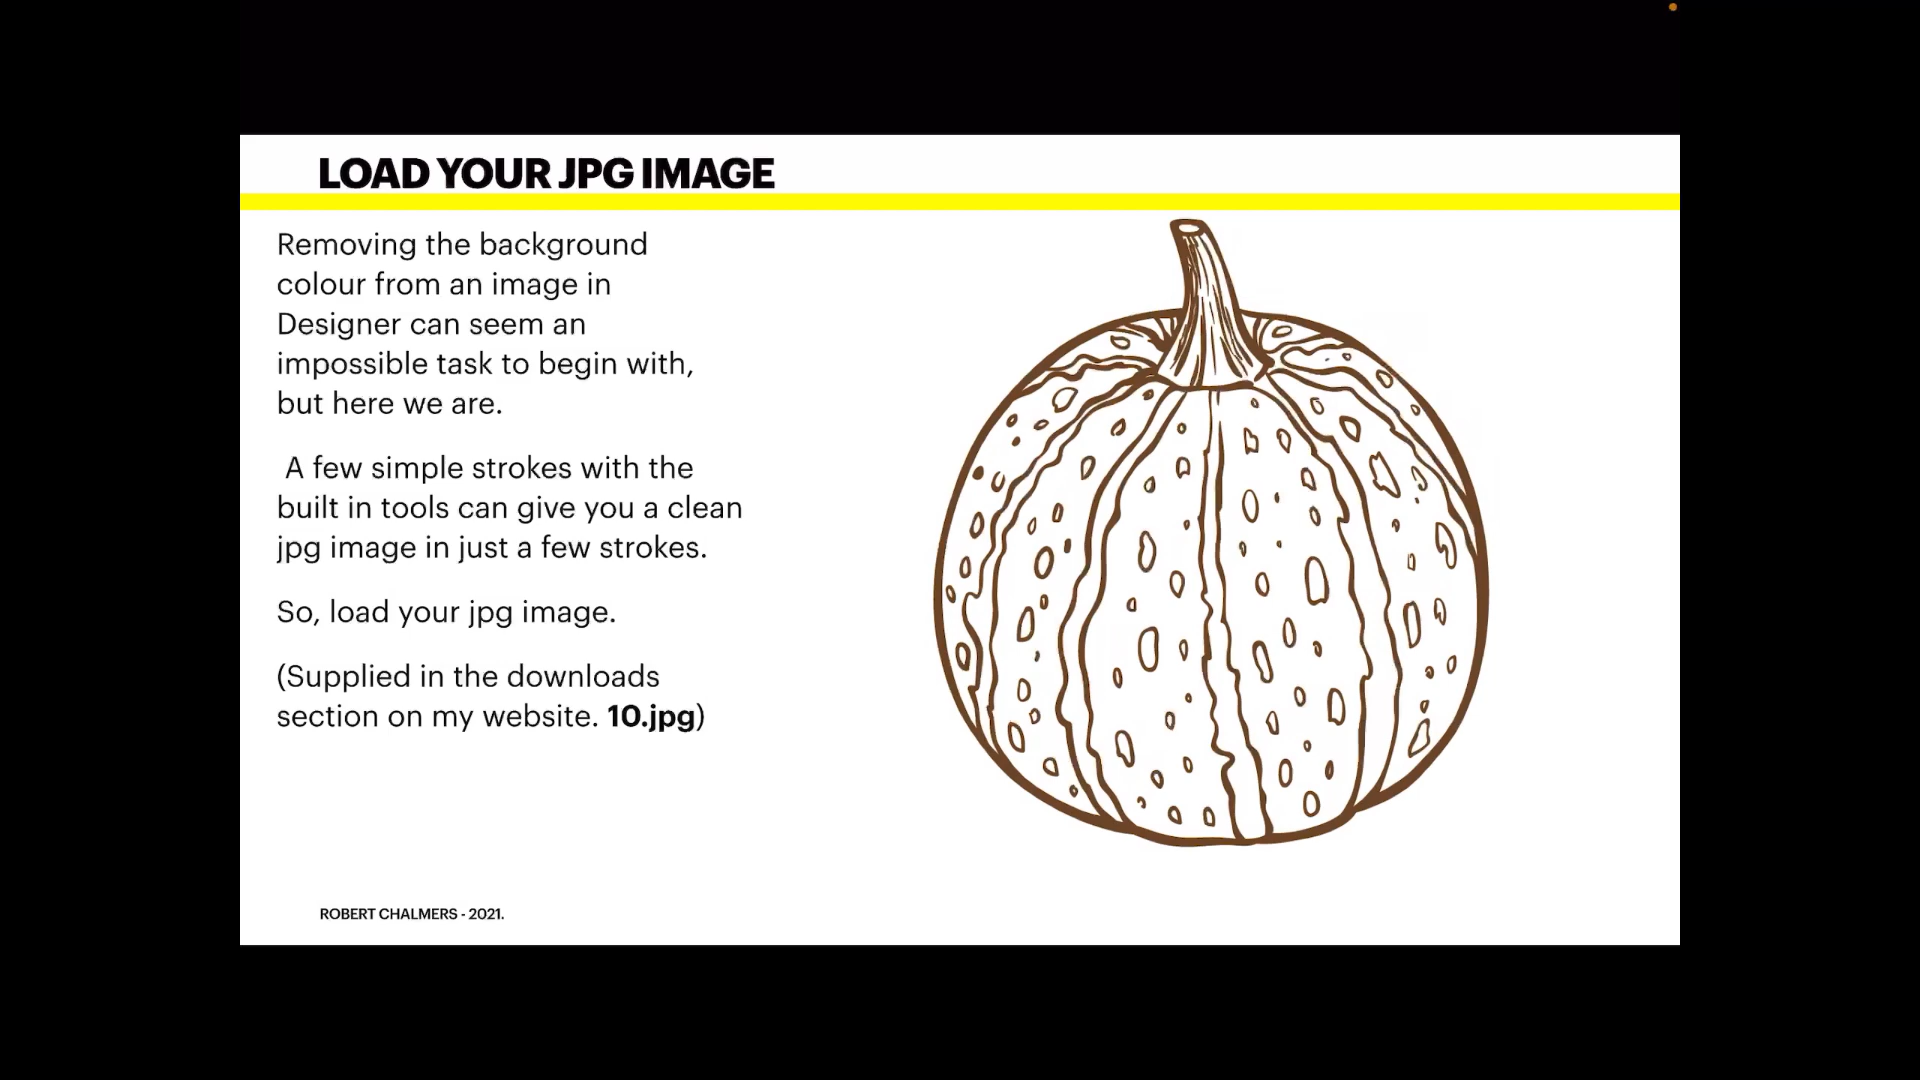 LOAD YOUR JPG IMAGE
Removing the background
colour from an image in
Designer can seem an
impossible task to begin with,
but here we are.
A few simple strokes with the
built in tools can give you a clean
jpg image in just a few strokes.
So, load your jpg image.
(Supplied in the downloads
section on my website. 10.jpg)
ROBERT CHALMERS - 2021.